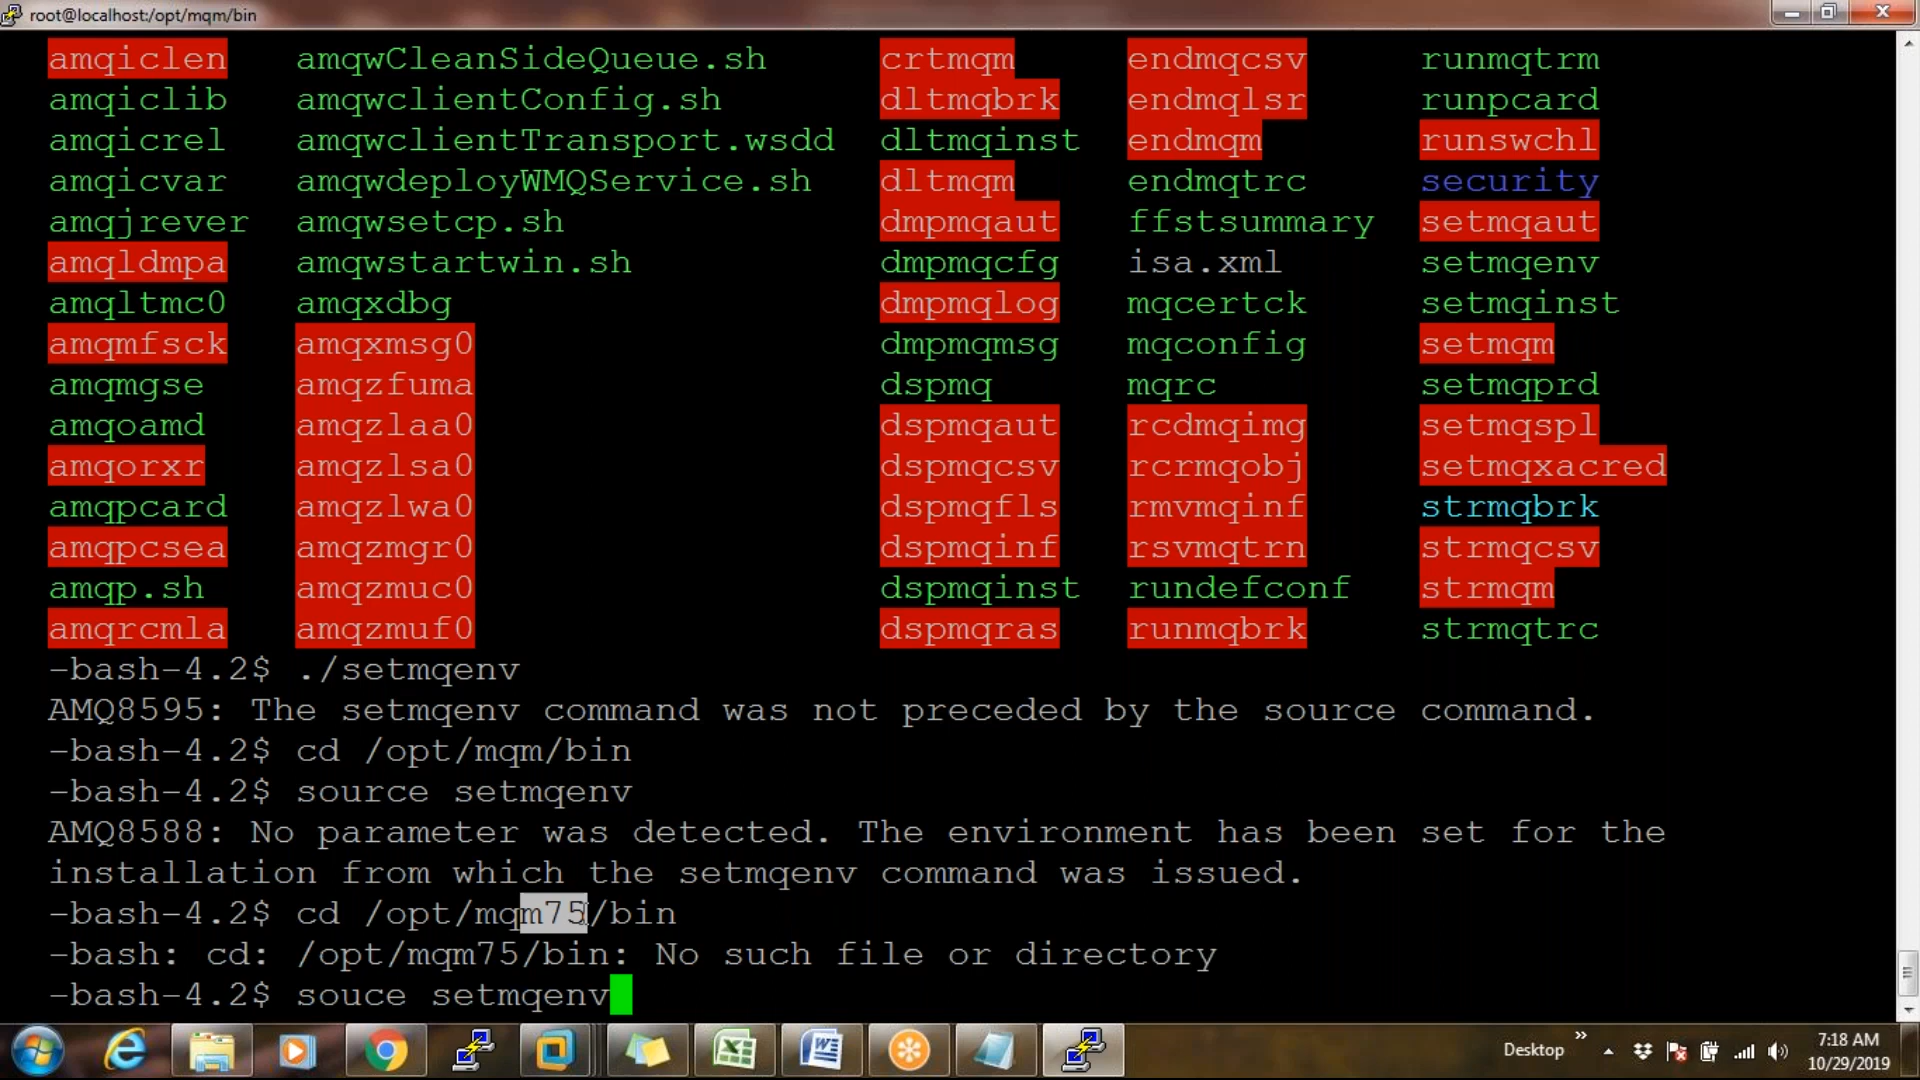 root@localhost:/opt/mqm/bin
amqiclen amqwCleanSideQueue.sh crtmqm endmqcsv runmqtrm
amqiclib amqwclientConfig.sh dltmqbrk endmqlsr runpcard
amqicrel amqwclientTransport.wsdd dltmqinst endmqm runswchl
amqicvar amqwdeployWMQService.sh dltmqm endmqtrc security
amqjrever amqwsetcp.sh dmpmqaut ffstsummary setmqaut
amqldmpa amqwstartwin.sh dmpmqcfg isa.xml setmqenv
amqltmc0 amqxdbg dmpmqlog mqcertck setmqinst
amqmfsck amqxmsg0 dmpmqmsg mqconfig setmqm
amqmgse amqzfuma dspmq mqrc setmqprd
amqoamd amqzlaa0 dspmqaut rcdmqimg setmqspl
amqorxr amqzlsa0 dspmqcsv rcrmqobj setmqxacred
amqpcard amqzlwa0 dspmqfls rmvmqinf strmqbrk
amqpcsea amqzmgr0 dspmqinf rsvmqtrn strmqcsv
amqp.sh amqzmuc0 dspmqinst rundefconf strmqm
amqrcmla amqzmuf0 dspmqras runmqbrk strmqtrc
-bash-4.2$ ./setmqenv
AMQ8595: The setmqenv command was not preceded by the source command.
-bash-4.2$ cd /opt/mqm/bin
-bash-4.2$ source setmqenv
AMQ8588: No parameter was detected. The environment has been set for the
installation from which the setmqenv command was issued.
-bash-4.2$ cd /opt/mqm75/bin
-bash: cd: /opt/mqm75/bin: No such file or directory
-bash-4.2$ souce setmqenv
Desktop
7:18 AM
10/29/2019